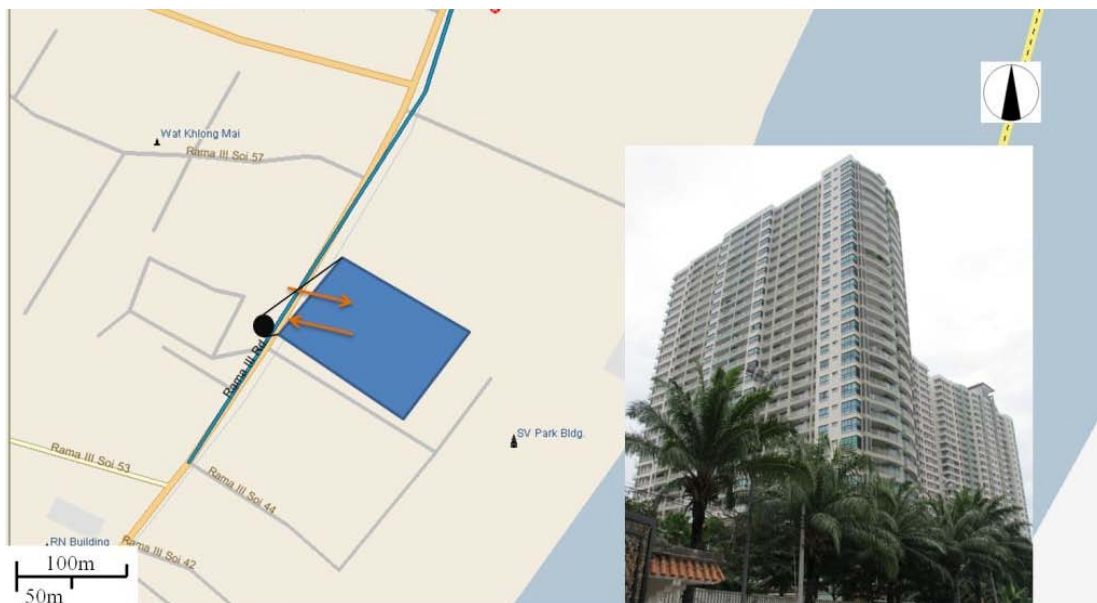 Wat Khlong Mai
Rama III Soi 57
Rama III Rd
SV Park Bldg.
Rama III Soi 53
Rama III Soi 44
RN Building
Rama III Soi 42
100m
50m